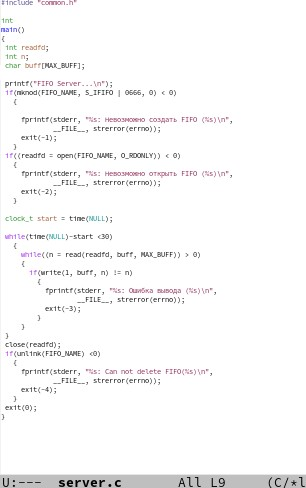 #include "common.h"
int
main()
{
int readfd;
int n;
char buff[MAX_BUFF];
printf("FIFO Server...\n");
if(mknod(FIFO_NAME, S_IFIFO | 0666, 0) < 0)
{
fprintf(stderr, "%s: Невозможно создать FIFO (%s)\n",
__FILE__, strerror(errno));
exit(-1);
}
if((readfd = open(FIFO_NAME, O_RDONLY)) < 0)
{
fprintf(stderr, "%s: Невозможно открыть FIFO (%s)\n",
__FILE__, strerror(errno));
exit(-2);
}
clock_t start = time(NULL);
while(time(NULL)-start <30)
{
while((n = read(readfd, buff, MAX_BUFF)) > 0)
{
if(write(1, buff, n) != n)
{
fprintf(stderr, "%s: Ошибка вывода (%s)\n",
__FILE__, strerror(errno));
exit(-3);
}
}
}
close(readfd);
if(unlink(FIFO_NAME) <0)
{
fprintf(stderr, "%s: Can not delete FIFO(%s)\n",
__FILE__, strerror(errno));
exit(-4);
}
exit(0);
}
U:--- server.c All L9 (C/*l